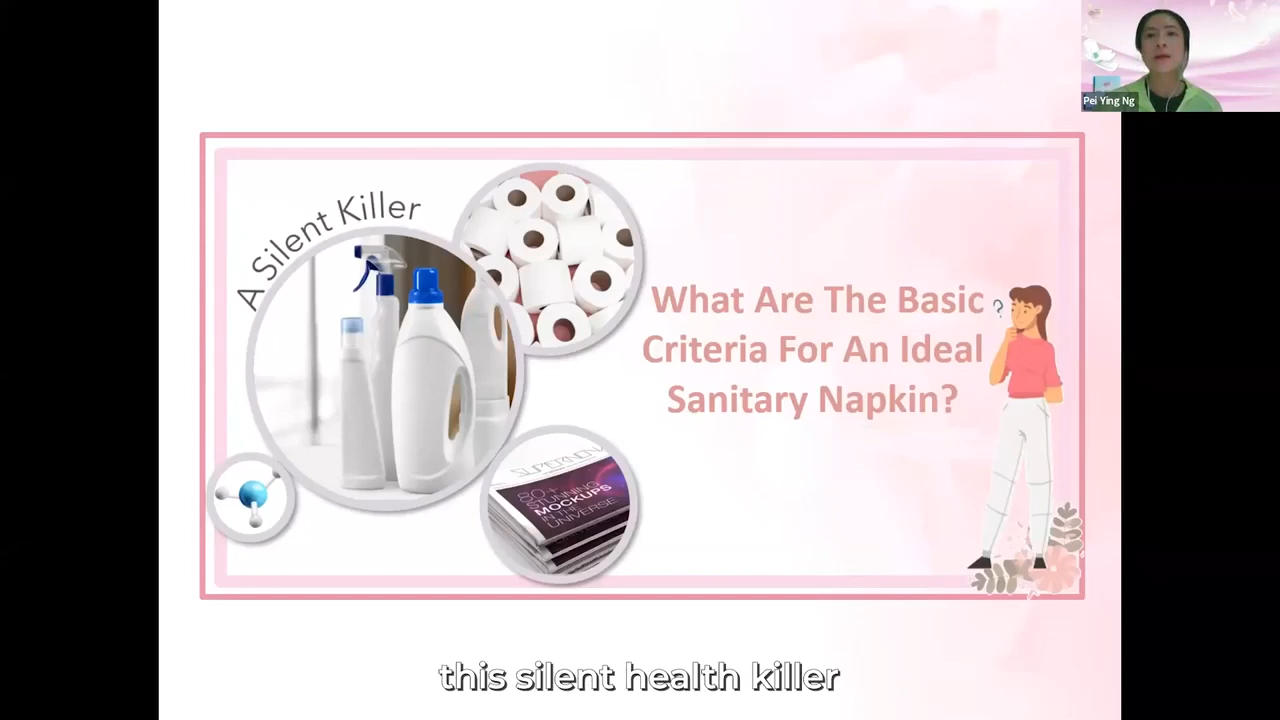 Pei Ying Ng
A Silent Killer
What Are The Basic
Criteria For An Ideal
Sanitary Napkin?
?
SUPERNOVA
80+
STUNNING
MOCKUPS
IN THE
UNIVERSE
this silent health killer